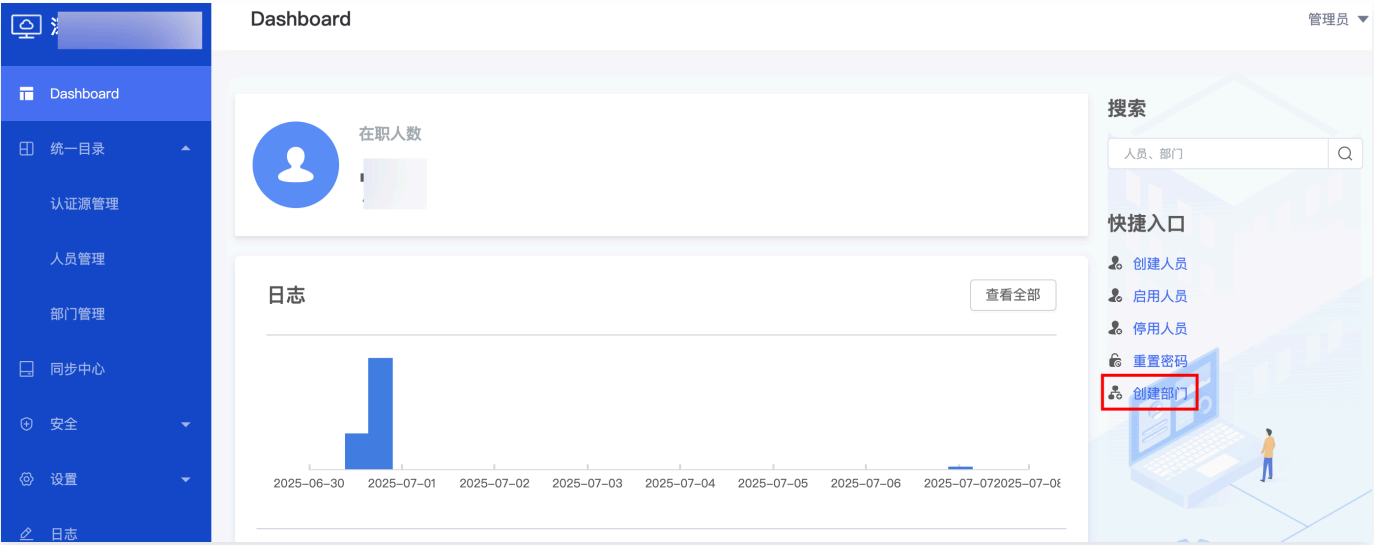 Dashboard
管理员
Dashboard
统一目录
认证源管理
人员管理
部门管理
同步中心
安全
设置
日志
在职人数
日志
查看全部
2025-06-30
2025-07-01
2025-07-02
2025-07-03
2025-07-04
2025-07-05
2025-07-06
2025-07-07
2025-07-08
搜索
人员、部门
快捷入口
创建人员
启用人员
停用人员
重置密码
创建部门